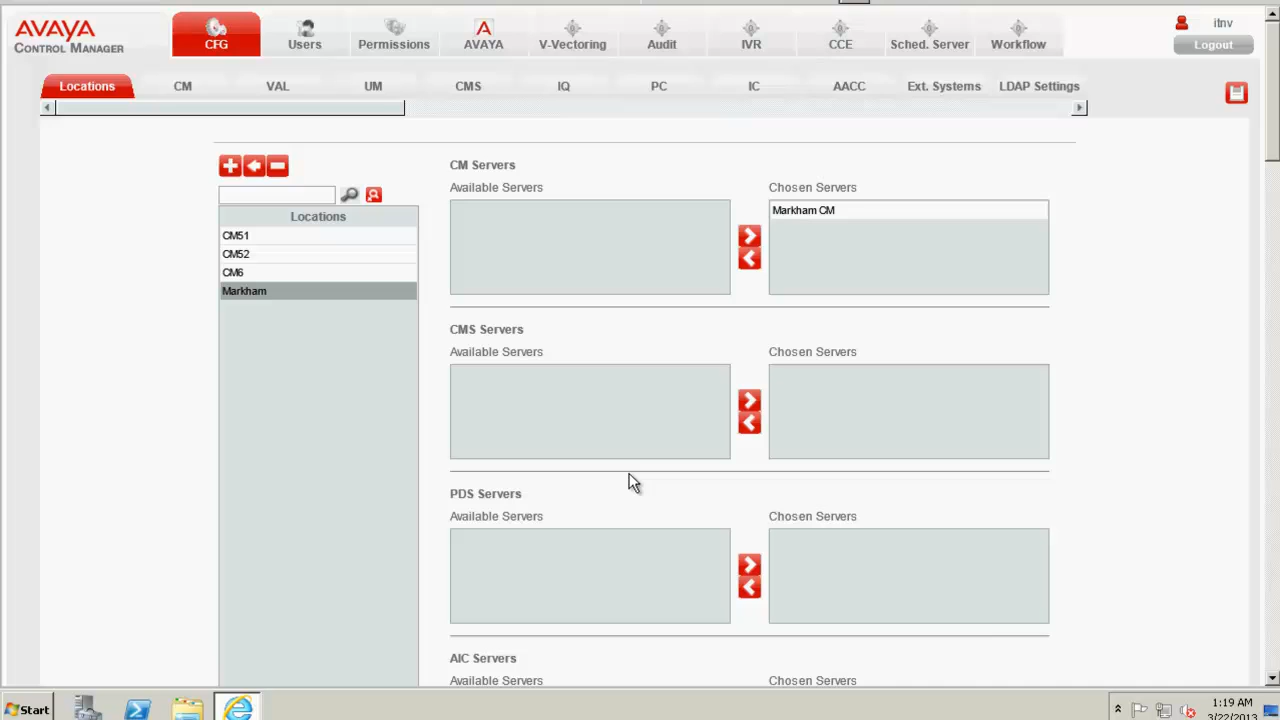 AVAYA
CONTROL MANAGER
CFG
Users
Permissions
AVAYA
V-Vectoring
Audit
IVR
CCE
Sched. Server
Workflow
itnv
Logout
Locations
CM
VAL
UM
CMS
IQ
PC
IC
AACC
Ext. Systems
LDAP Settings
Locations
CM51
CM52
CM6
Markham
CM Servers
Available Servers
Chosen Servers
Markham CM
CMS Servers
Available Servers
Chosen Servers
PDS Servers
Available Servers
Chosen Servers
AIC Servers
Available Servers
Chosen Servers
Start
1:19 AM